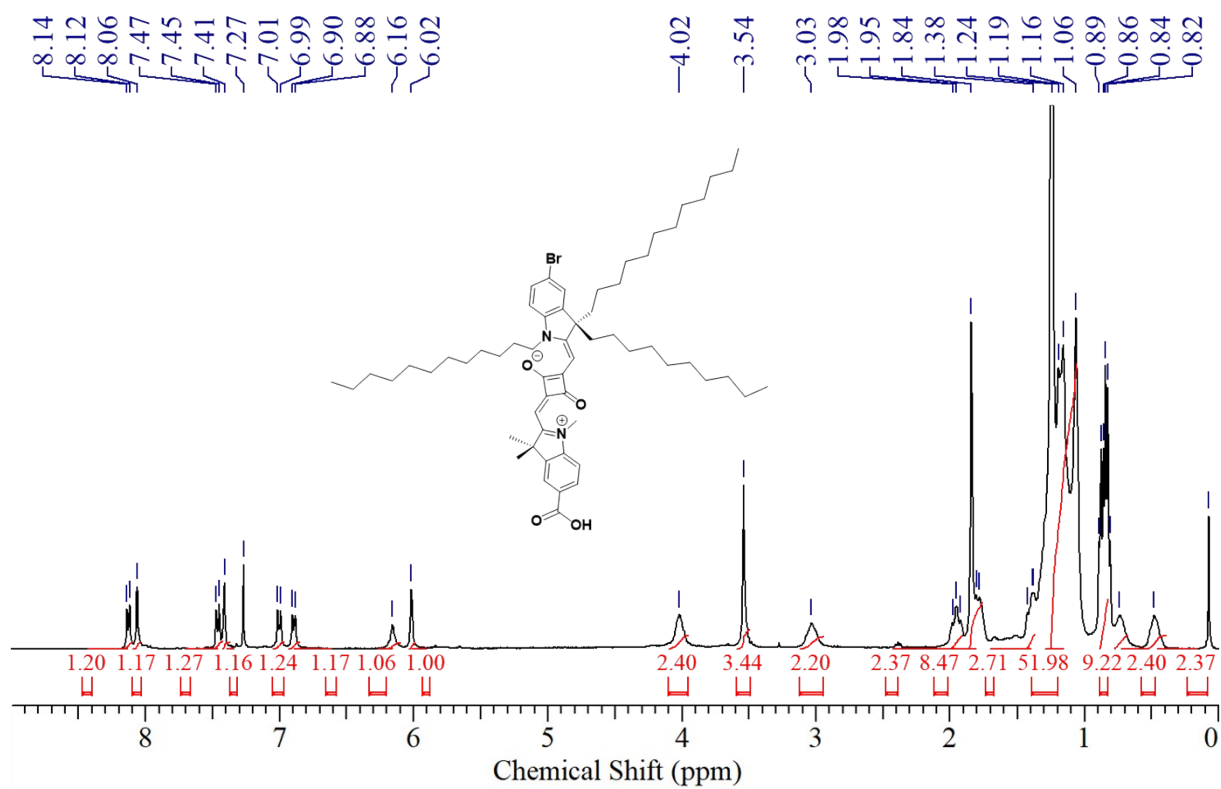 8.14 8.12 8.06 7.47 7.45 7.41 7.27 7.01 6.99 6.90 6.88 6.16 6.02 4.02 3.54 3.03 1.98 1.95 1.84 1.38 1.24 1.19 1.16 1.06 0.89 0.86 0.84 0.82
Br
N
⊖
O
O
⊕
N
O
OH
1.20 1.17 1.27 1.16 1.24 1.17 1.06 1.00 2.40 3.44 2.20 2.37 8.47 2.71 51.98 9.22 2.40 2.37
8 7 6 5 4 3 2 1 0
Chemical Shift (ppm)